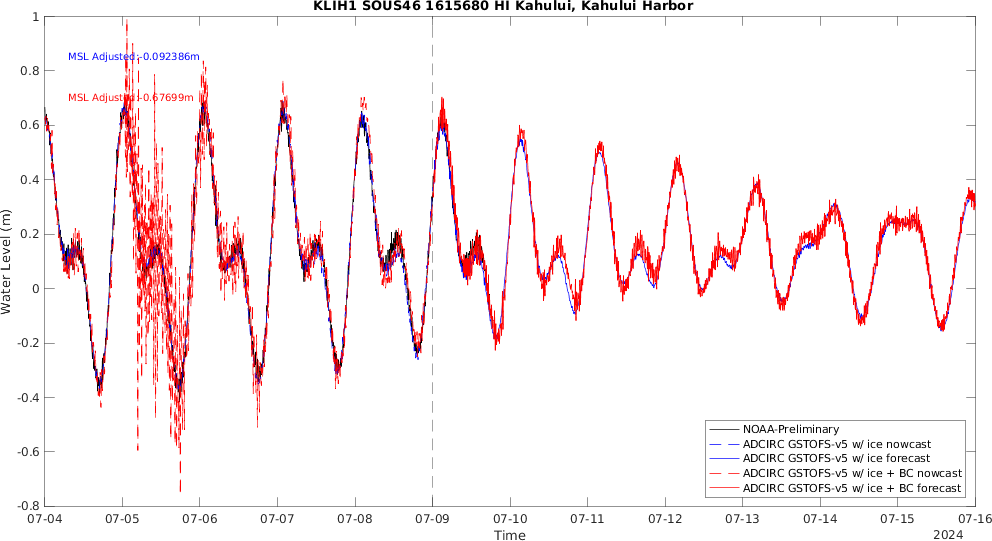 KLIH1 SOUS46 1615680 HI Kahului, Kahului Harbor
MSL Adjusted:-0.092386m
MSL Adjusted:-0.67699m
Water Level (m)
1
0.8
0.6
0.4
0.2
0
-0.2
-0.4
-0.6
-0.8
NOAA-Preliminary
ADCIRC GSTOFS-v5 w/ ice nowcast
ADCIRC GSTOFS-v5 w/ ice forecast
ADCIRC GSTOFS-v5 w/ ice + BC nowcast
ADCIRC GSTOFS-v5 w/ ice + BC forecast
07-04 07-05 07-06 07-07 07-08 07-09 07-10 07-11 07-12 07-13 07-14 07-15 07-16
Time
2024